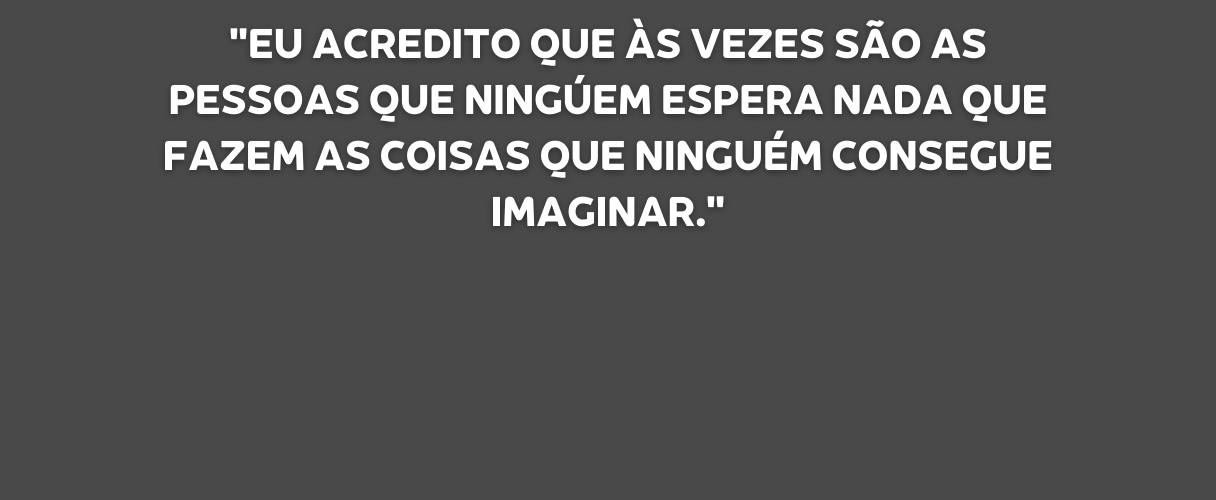 "EU ACREDITO QUE ÀS VEZES SÃO AS
PESSOAS QUE NINGÚEM ESPERA NADA QUE
FAZEM AS COISAS QUE NINGUÉM CONSEGUE
IMAGINAR."